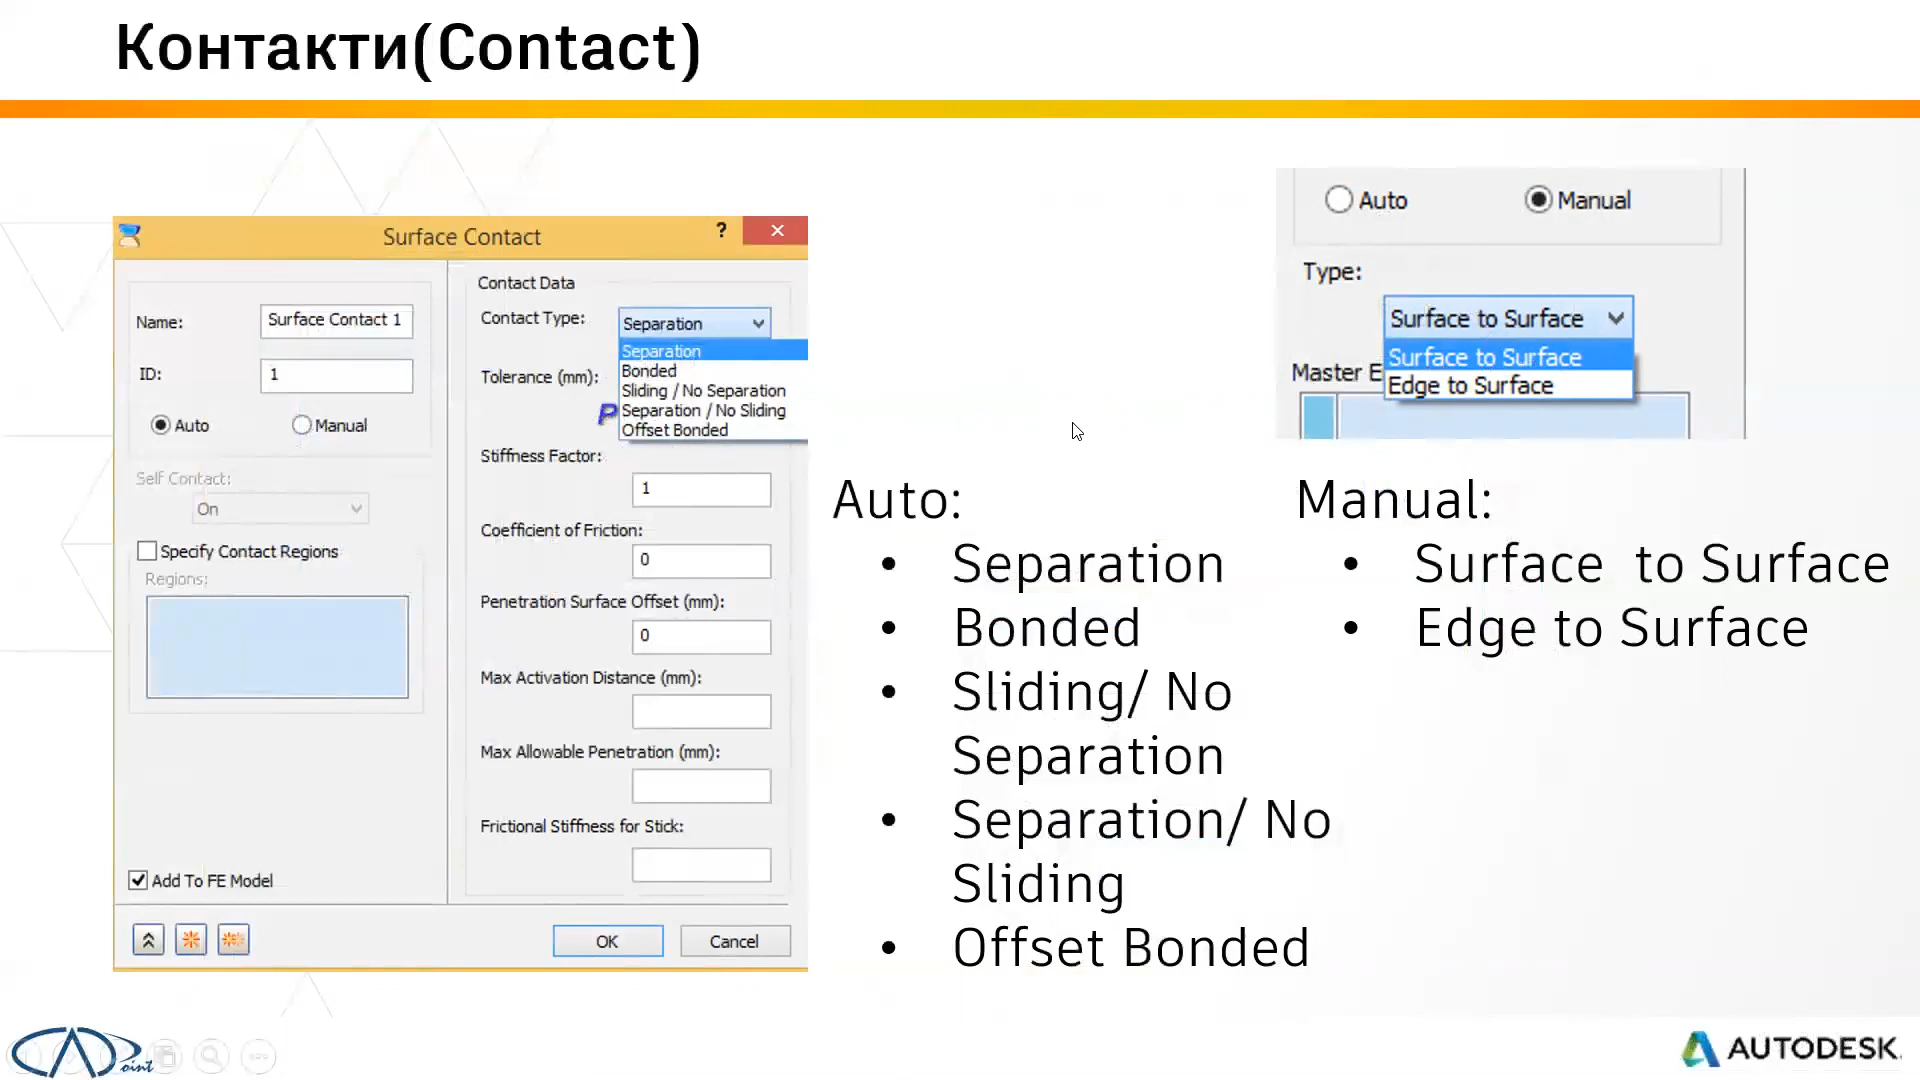 Контакти(Contact)
Surface Contact
?
Name:
Surface Contact 1
ID:
1
Auto
Manual
Self Contact:
On
Specify Contact Regions
Regions:
Add To FE Model
Contact Data
Contact Type:
Separation
Separation
Bonded
Sliding / No Separation
Separation / No Sliding
Offset Bonded
Tolerance (mm):
P
Stiffness Factor:
1
Coefficient of Friction:
0
Penetration Surface Offset (mm):
0
Max Activation Distance (mm):
Max Allowable Penetration (mm):
Frictional Stiffness for Stick:
OK
Cancel
Auto
Manual
Type:
Surface to Surface
Surface to Surface
Edge to Surface
Master E
Auto:
• Separation
• Bonded
• Sliding/ No
Separation
• Separation/ No
Sliding
• Offset Bonded
Manual:
• Surface  to Surface
• Edge to Surface
oint
AUTODESK.